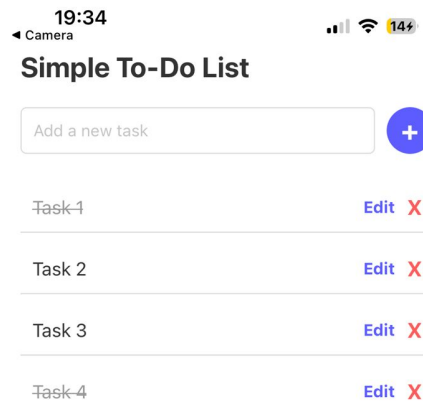 19:34
◀ Camera
14
Simple To-Do List
Add a new task
+
Task 1 Edit X
Task 2 Edit X
Task 3 Edit X
Task 4 Edit X